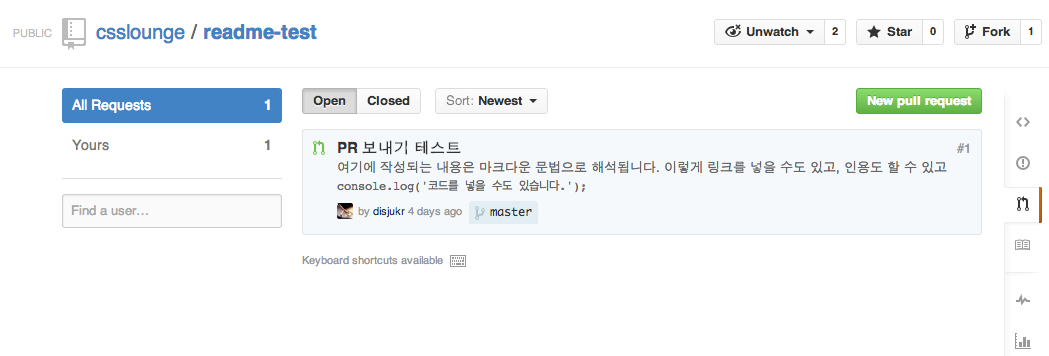 PUBLIC csslounge / readme-test Unwatch 2 Star 0 Fork 1
All Requests 1
Yours 1
Find a user...
Open Closed Sort: Newest New pull request
PR 보내기 테스트 #1
여기에 작성되는 내용은 마크다운 문법으로 해석됩니다. 이렇게 링크를 넣을 수도 있고, 인용도 할 수 있고
console.log('코드를 넣을 수도 있습니다.');
by disjukr 4 days ago master
Keyboard shortcuts available